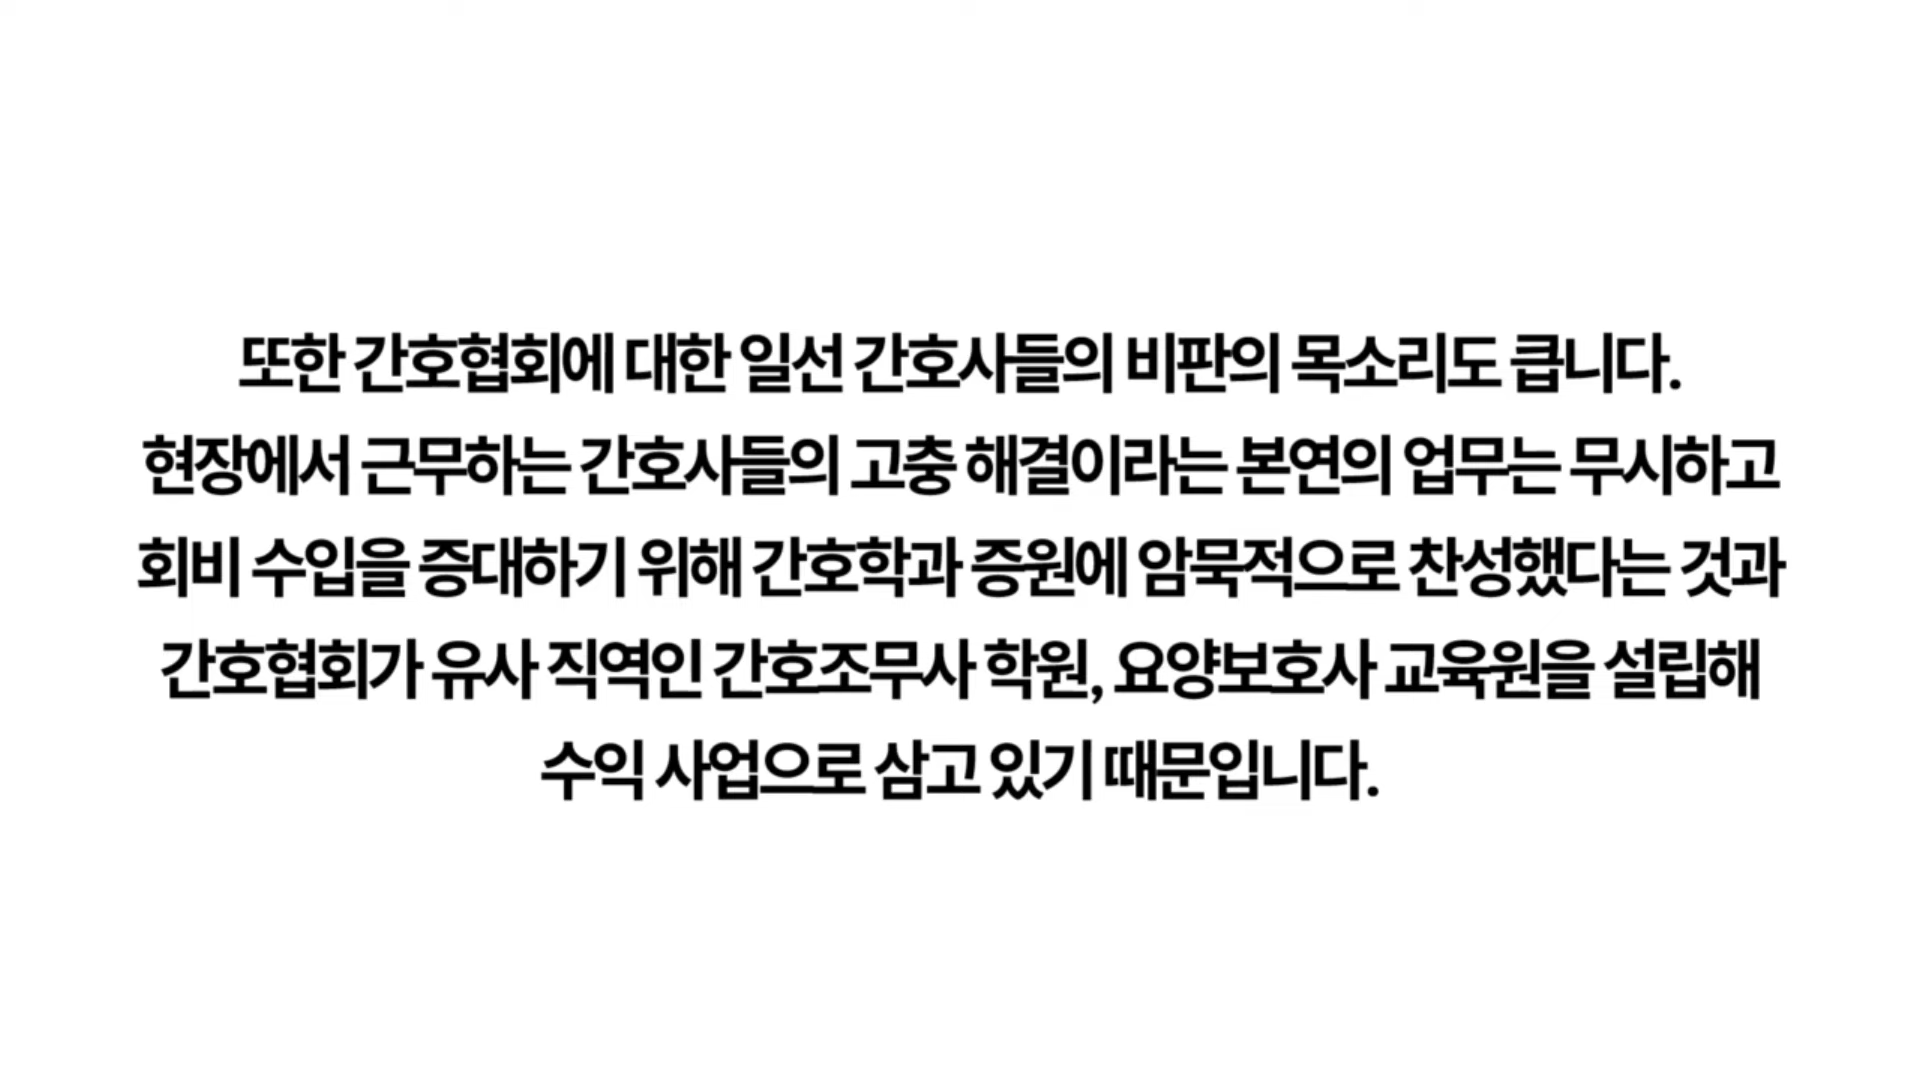 또한 간호협회에 대한 일선 간호사들의 비판의 목소리도 큽니다.
현장에서 근무하는 간호사들의 고충 해결이라는 본연의 업무는 무시하고
회비 수입을 증대하기 위해 간호학과 증원에 암묵적으로 찬성했다는 것과
간호협회가 유사 직역인 간호조무사 학원, 요양보호사 교육원을 설립해
수익 사업으로 삼고 있기 때문입니다.